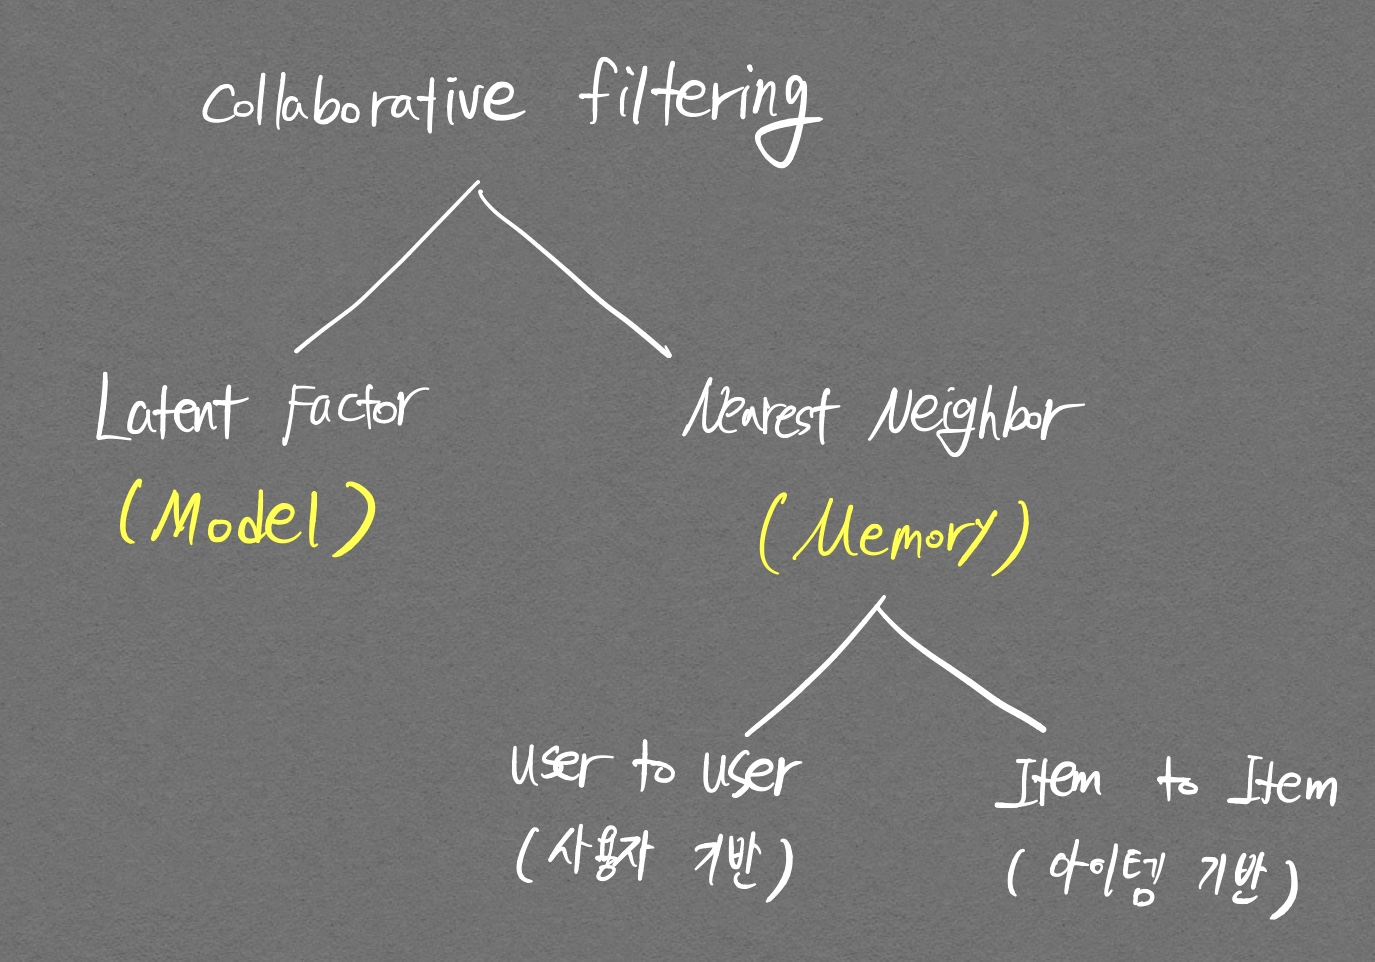 Collaborative filtering
Latent Factor
Nearest Neighbor
(Model)
(Memory)
User to user
Item to Item
(사용자 기반)
(아이템 기반)